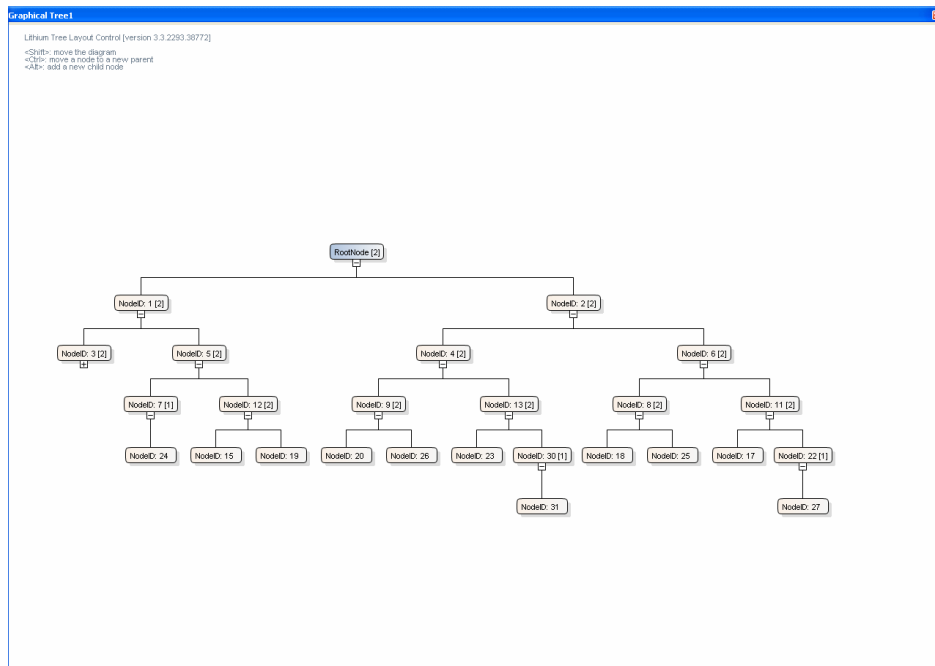 Graphical Tree1
Lithium Tree Layout Control [version 3.3.2293.38772]
<Shift>: move the diagram
<Ctrl>: move a node to a new parent
<Alt>: add a new child node
RootNode [2]
NodeID: 1 [2]
NodeID: 2 [2]
NodeID: 3 [2]
NodeID: 5 [2]
NodeID: 4 [2]
NodeID: 6 [2]
NodeID: 7 [1]
NodeID: 12 [2]
NodeID: 9 [2]
NodeID: 13 [2]
NodeID: 8 [2]
NodeID: 11 [2]
NodeID: 24
NodeID: 15
NodeID: 19
NodeID: 20
NodeID: 26
NodeID: 23
NodeID: 30 [1]
NodeID: 18
NodeID: 25
NodeID: 17
NodeID: 22 [1]
NodeID: 31
NodeID: 27